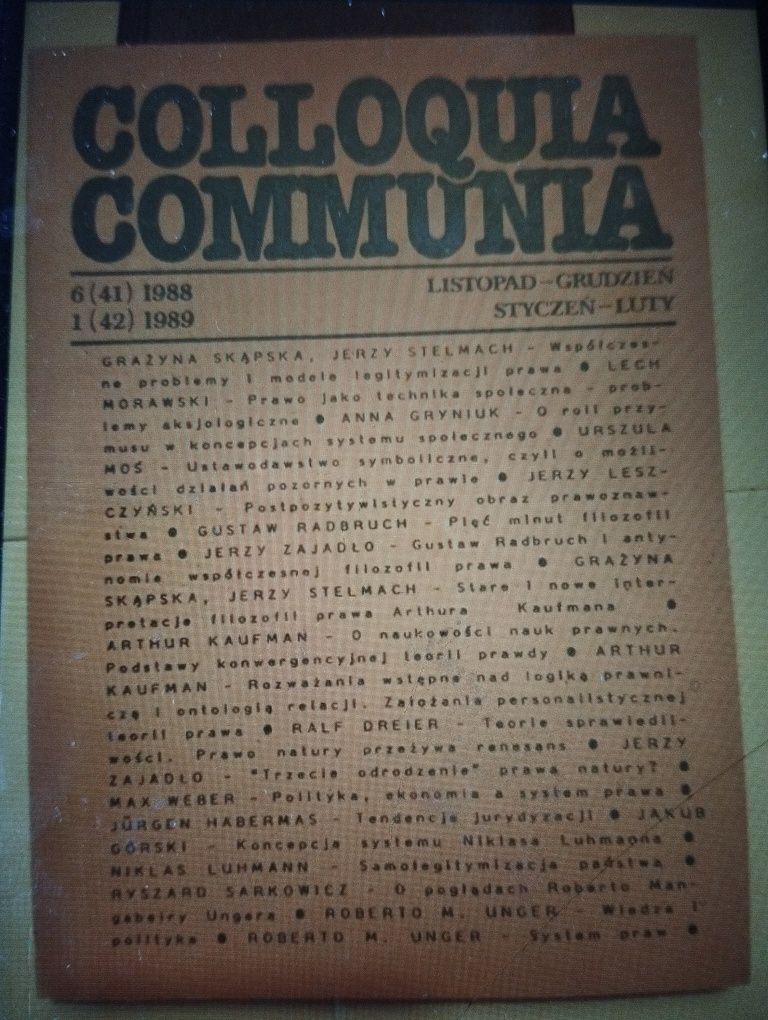 COLLOQUIA
COMMUNIA
6 (41) 1988
1 (42) 1989
LISTOPAD–GRUDZIEŃ
STYCZEŃ–LUTY
GRAŻYNA SKĄPSKA, JERZY STELMACH – Współczes-
ne problemy i modele legitymizacji prawa ● LECH
MORAWSKI – Prawo jako technika społeczna – prob-
lemy aksjologiczne ● ANNA GRYNIUK – O roli przy-
musu w koncepcjach systemu społecznego ● URSZULA
MOŚ – Ustawodawstwo symboliczne, czyli o możli-
wości działań pozornych w prawie ● JERZY LESZ-
CZYŃSKI – Postpozytywistyczny obraz prawoznaw-
stwa ● GUSTAW RADBRUCH – Pięć minut filozofii
prawa ● JERZY ZAJADŁO – Gustaw Radbruch i anty-
nomie współczesnej filozofii prawa ● GRAŻYNA
SKĄPSKA, JERZY STELMACH – Stare i nowe inter-
pretacje filozofii prawa Arthura Kaufmana ●
ARTHUR KAUFMAN – O naukowości nauk prawnych.
Podstawy konwergencyjnej teorii prawdy ● ARTHUR
KAUFMAN – Rozważania wstępne nad logiką prawni-
czą i ontologią relacji. Założania personalistycznej
teorii prawa ● RALF DREIER – Teorie sprawiedli-
wości. Prawo natury przeżywa renesans ● JERZY
ZAJADŁO – "Trzecie odrodzenie" prawa natury? ●
MAX WEBER – Polityka, ekonomia a system prawa ●
JÜRGEN HABERMAS – Tendencje jurydyzacji ● JAKUB
GÓRSKI – Koncepcja systemu Niklasa Luhmanna ●
NIKLAS LUHMANN – Samolegitymizacja państwa ●
RYSZARD SARKOWICZ – O poglądach Roberto Man-
gabeiry Ungera ● ROBERTO M. UNGER – Wiedza i
polityka ● ROBERTO M. UNGER – System praw ●